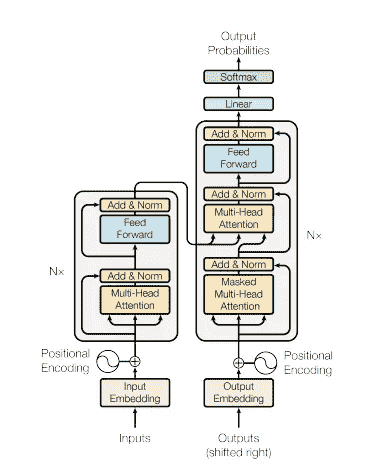 Output
Probabilities
Softmax
Linear
Add & Norm
Feed
Forward
Add & Norm
Multi-Head
Attention
Nx
Add & Norm
Masked
Multi-Head
Attention
Add & Norm
Feed
Forward
Nx
Add & Norm
Multi-Head
Attention
Positional
Encoding
Positional
Encoding
Input
Embedding
Output
Embedding
Inputs
Outputs
(shifted right)